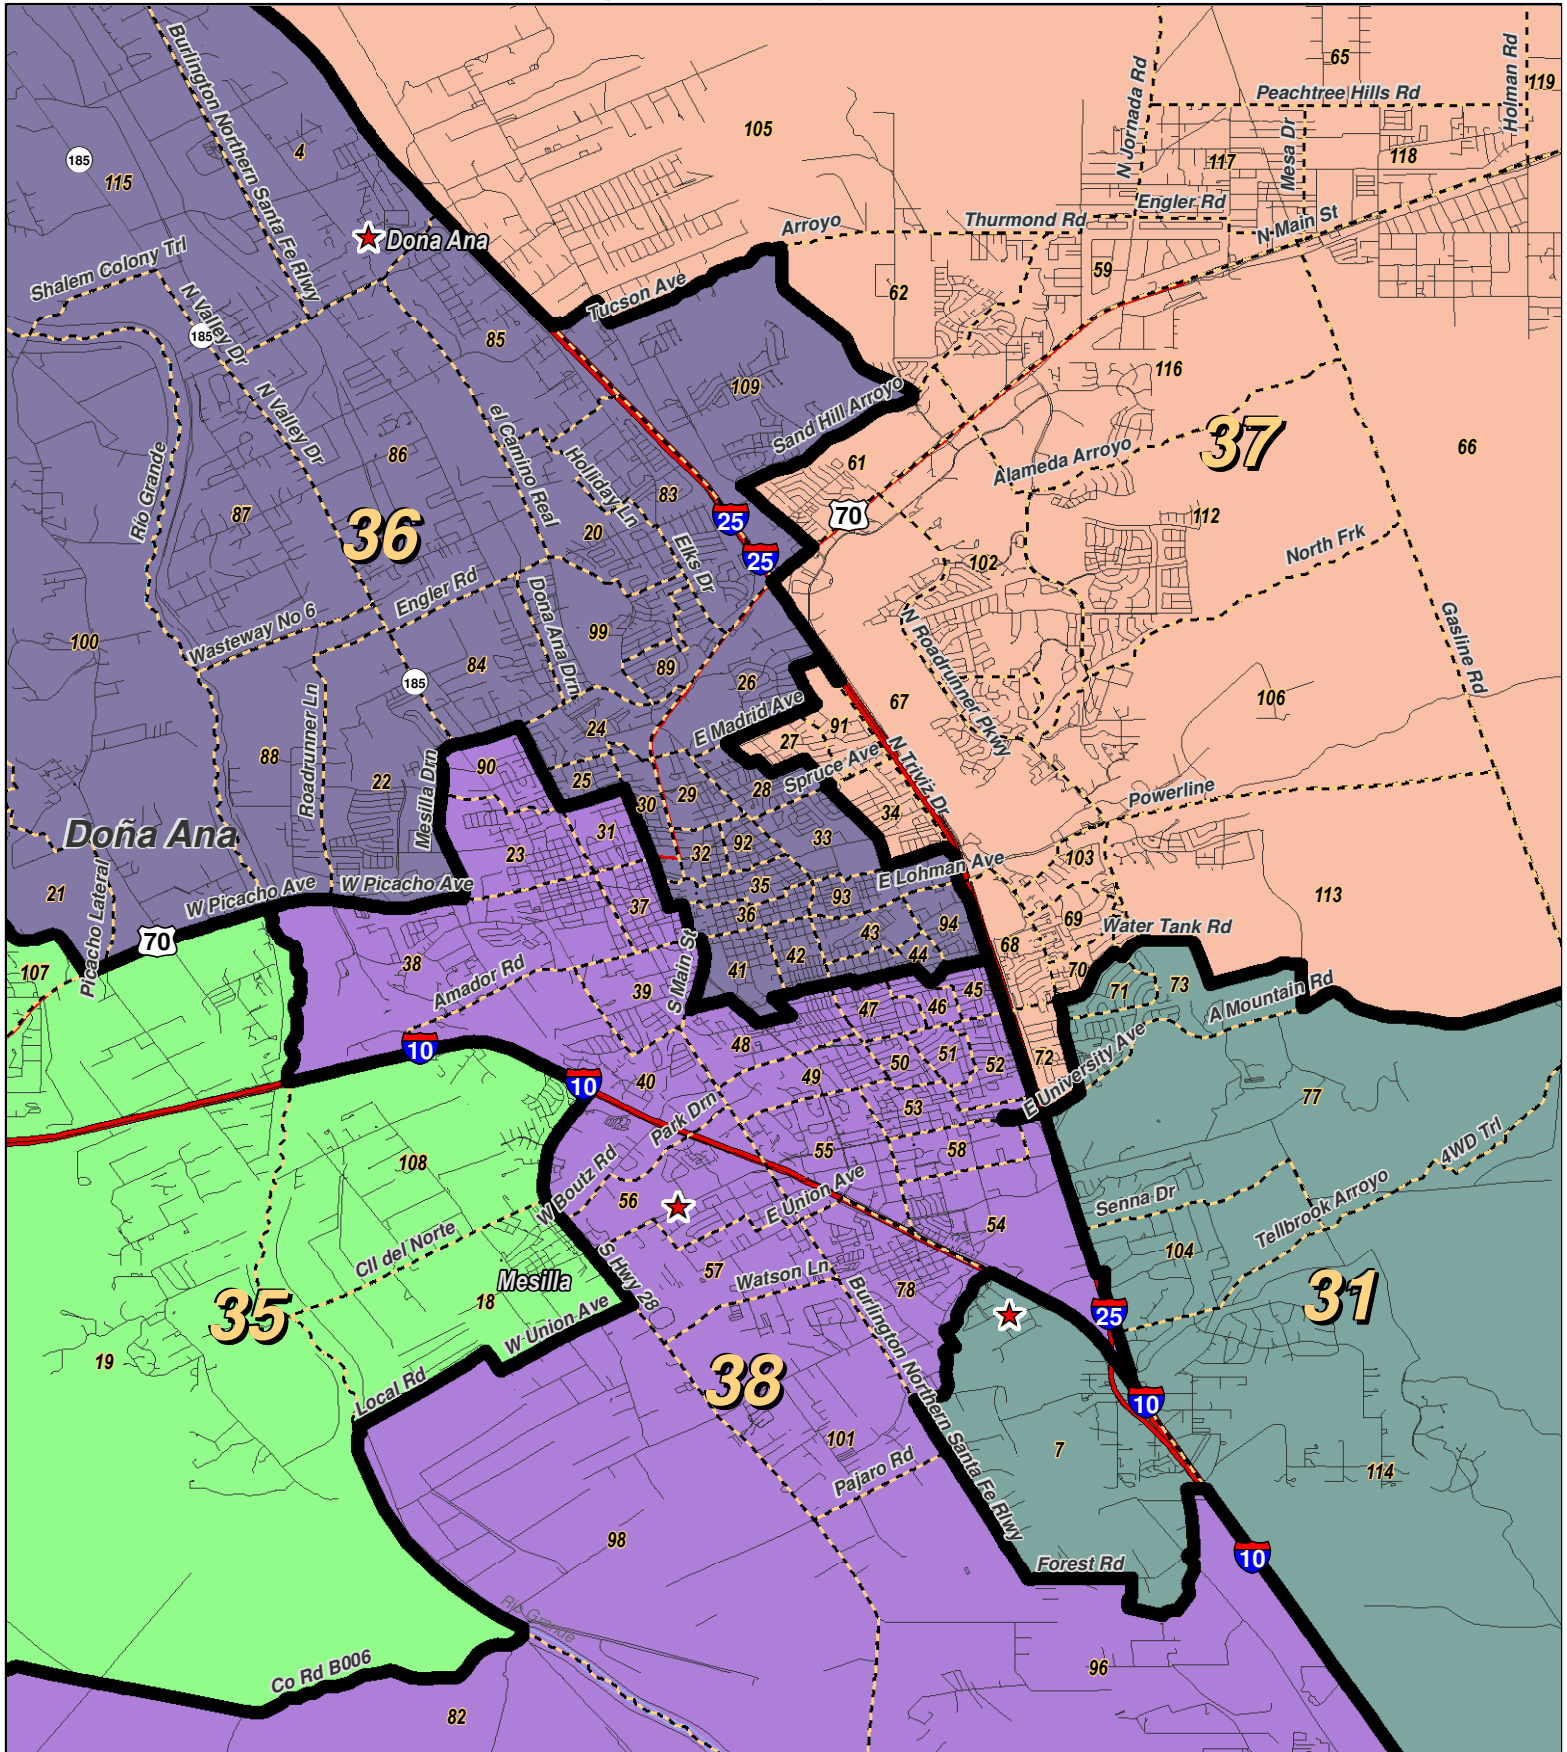 65
Holman Rd
119
Peachtree Hills Rd
Burlington Northern Santa Fe Rlwy
N Jornada Rd
105
4
185
115
117
Mesa Dr
118
Engler Rd
Thurmond Rd
Arroyo
N Main St
Dona Ana
Shalem Colony Trl
59
62
Tucson Ave
N Valley Dr
185
85
116
109
N Valley Dr
el Camino Real
Sand Hill Arroyo
37
66
86
61
Alameda Arroyo
Rio Grande
Holliday Ln
83
87
36
20
25
70
112
25
North Frk
Elks Dr
102
Engler Rd
Dona Ana Drn
Wasteway No 6
100
99
N Roadrunner Pkwy
Gasline Rd
84
89
185
26
67
106
Roadrunner Ln
E Madrid Ave
91
24
27
N Triviz Dr
88
90
Spruce Ave
22
25
29
28
Powerline
Mesilla Drn
30
34
Doña Ana
31
33
92
23
32
103
E Lohman Ave
W Picacho Ave
W Picacho Ave
21
35
93
113
Picacho Lateral
37
36
69
94
Water Tank Rd
43
70
68
S Main St
42
44
38
107
41
70
Amador Rd
73
45
39
71
A Mountain Rd
46
47
10
48
51
72
E University Ave
50
52
49
10
40
77
53
Park Drn
4WD Trl
55
58
108
W Boutz Rd
56
E Union Ave
Senna Dr
Tellbrook Arroyo
54
Cll del Norte
104
S Hwy 28
57
Watson Ln
Mesilla
78
31
18
25
35
W Union Ave
19
38
Local Rd
10
Burlington Northern Santa Fe Rlwy
101
7
114
Pajaro Rd
98
10
Forest Rd
Rio Grande
Co Rd B006
96
82